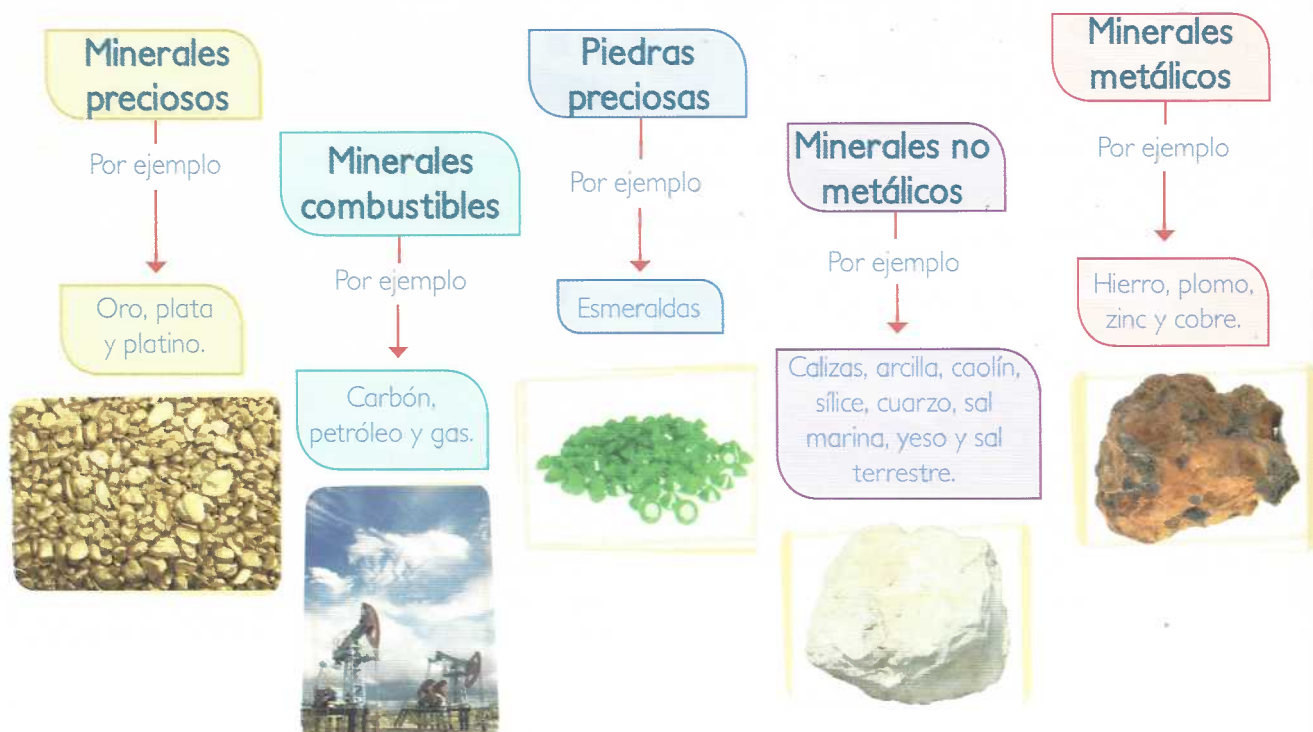 Minerales
preciosos
Por ejemplo
Oro, plata
y platino.
Minerales
combustibles
Por ejemplo
Carbón,
petróleo y gas.
Piedras
preciosas
Por ejemplo
Esmeraldas
Minerales no
metálicos
Por ejemplo
Calizas, arcilla, caolín,
sílice, cuarzo, sal
marina, yeso y sal
terrestre.
Minerales
metálicos
Por ejemplo
Hierro, plomo,
zinc y cobre.